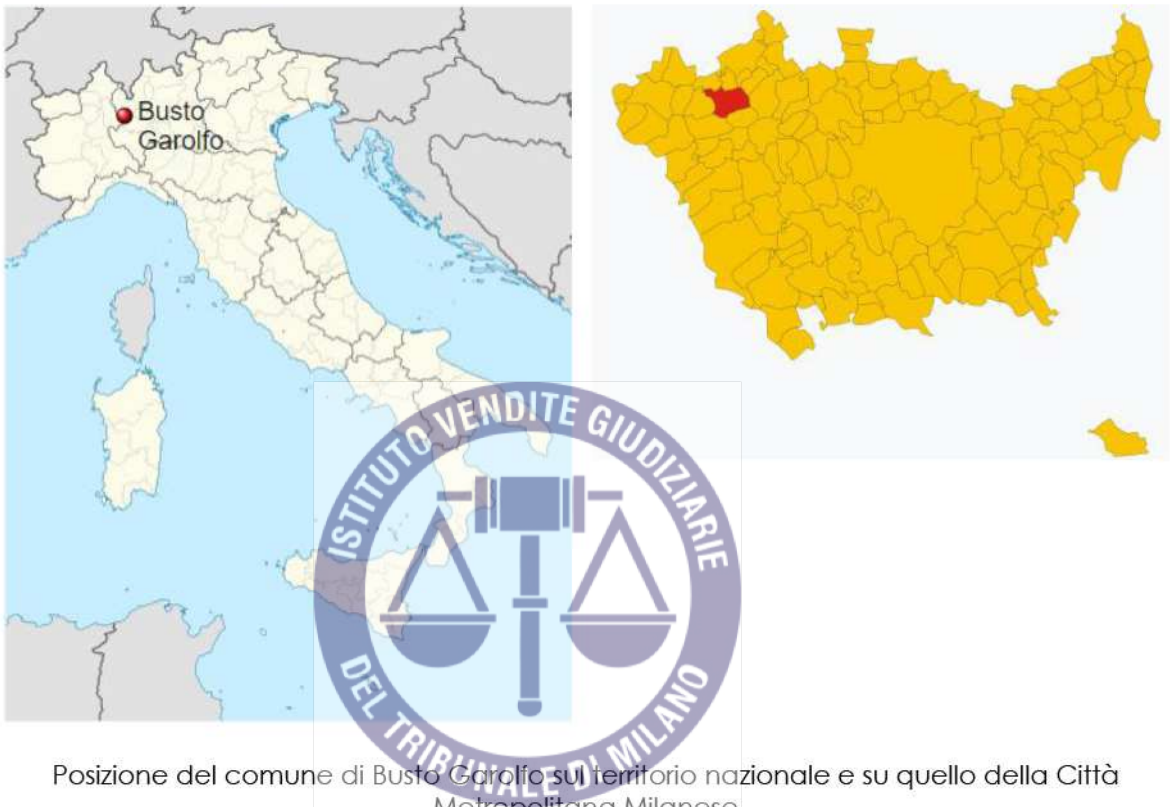 Busto
Garolfo
ISTITUTO VENDITE GIUDIZIARIE
DEL TRIBUNALE DI MILANO
Posizione del comune di Busto Garolfo sul territorio nazionale e su quello della Città
Metropolitana Milanese